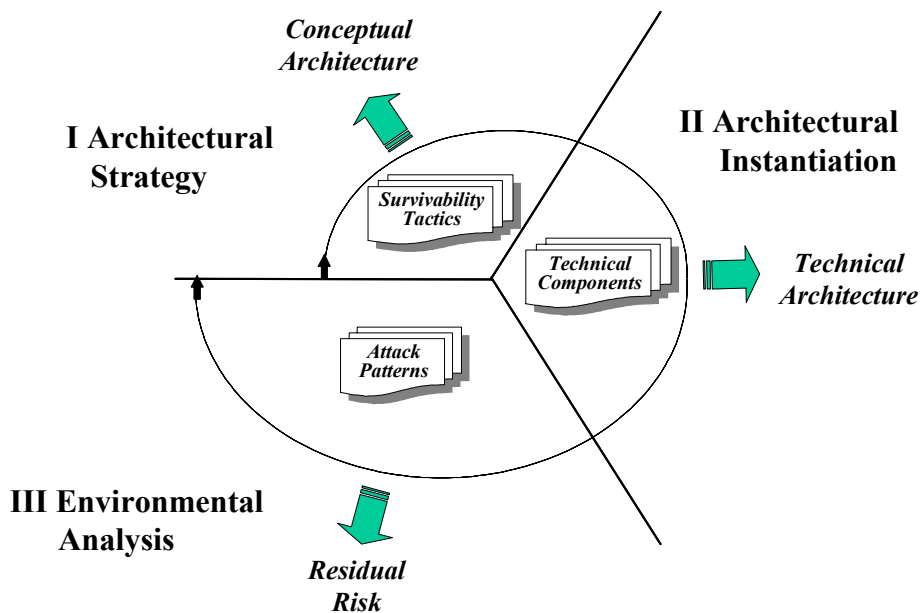 Conceptual
Architecture
I Architectural
Strategy
II Architectural
Instantiation
Survivability
Tactics
Technical
Components
Technical
Architecture
Attack
Patterns
III Environmental
Analysis
Residual
Risk